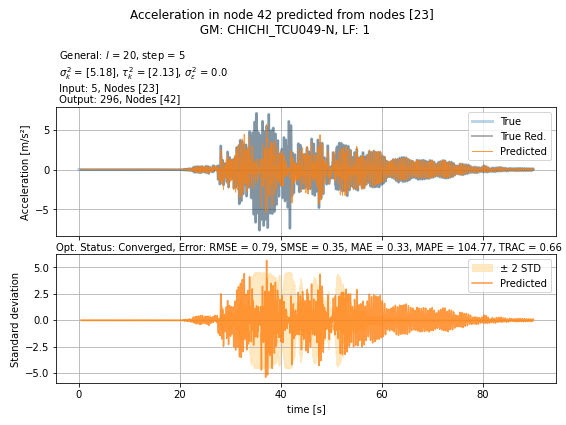 Acceleration in node 42 predicted from nodes [23]
GM: CHICHI_TCU049-N, LF: 1
General: l = 20, step = 5
σ²ₖ = [5.18], τ²ₖ = [2.13], σ²ε = 0.0
Input: 5, Nodes [23]
Output: 296, Nodes [42]
Acceleration [m/s²]
5
0
−5
True
True Red.
Predicted
Opt. Status: Converged, Error: RMSE = 0.79, SMSE = 0.35, MAE = 0.33, MAPE = 104.77, TRAC = 0.66
Standard deviation
5.0
2.5
0.0
−2.5
−5.0
± 2 STD
Predicted
0 20 40 60 80
time [s]